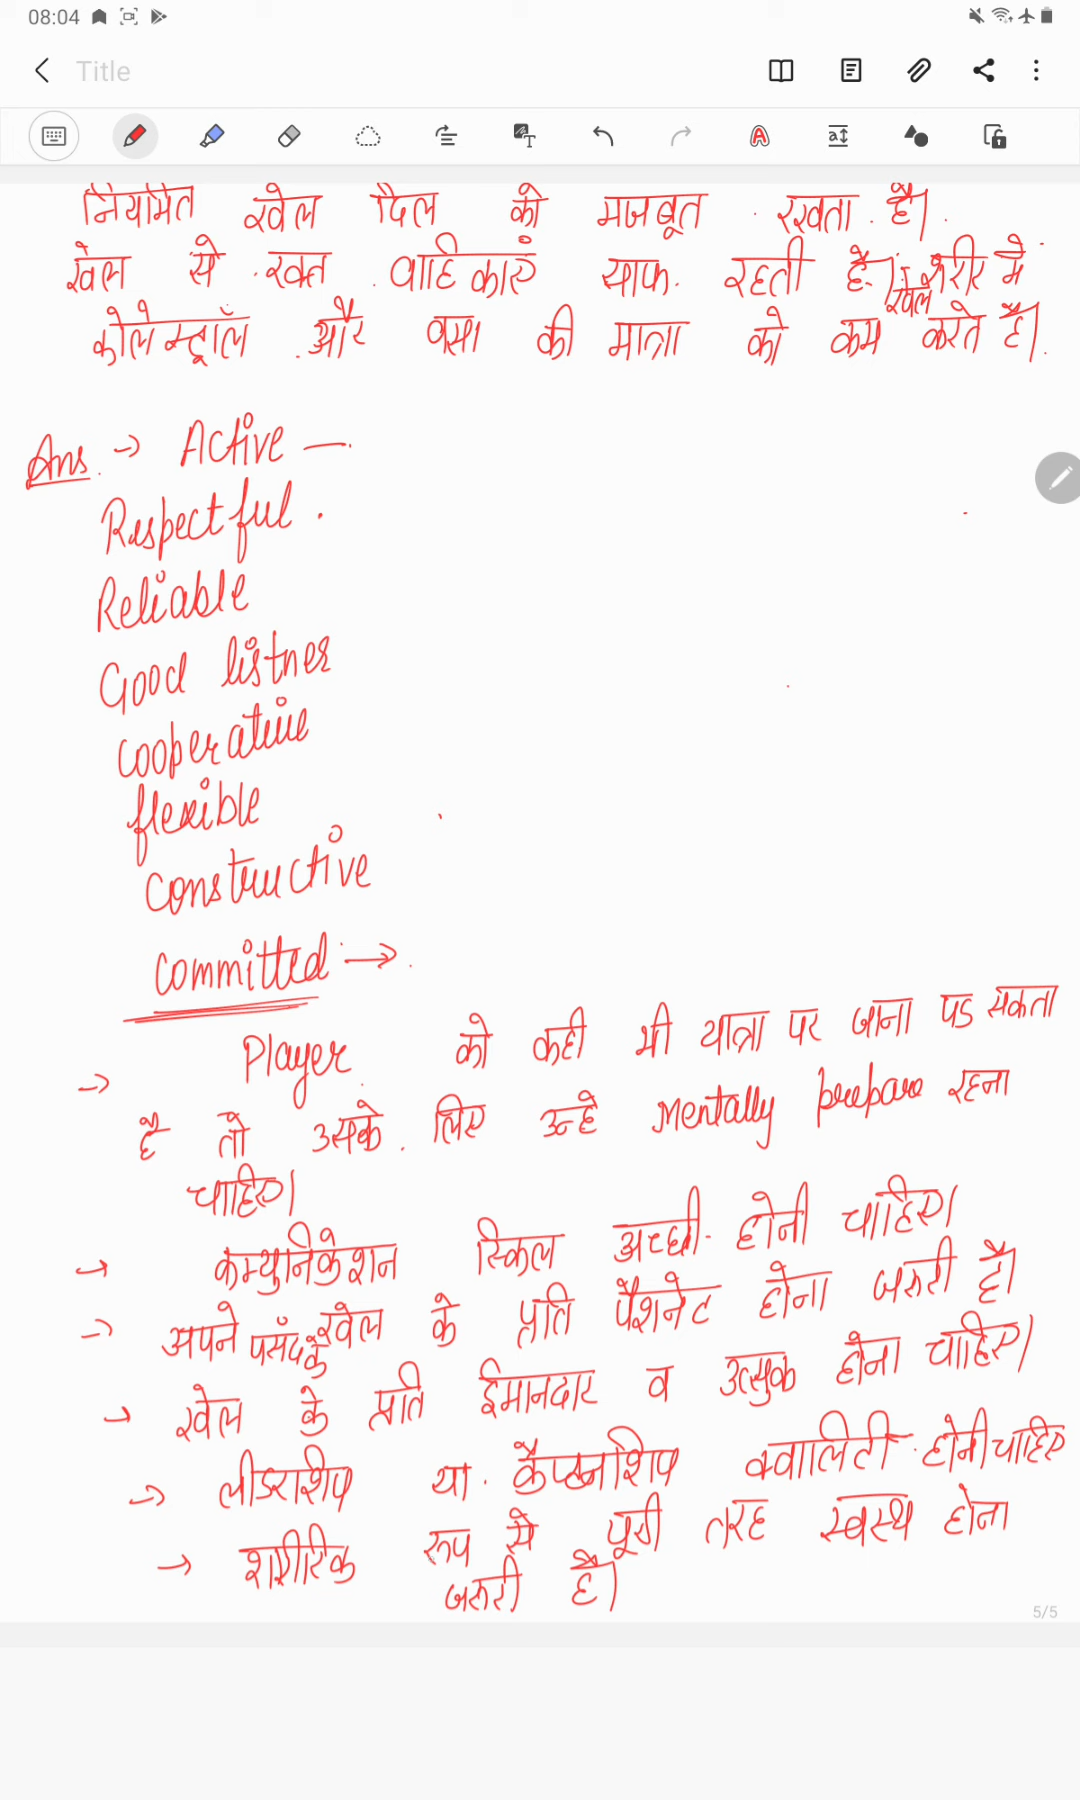 08:04
Title
नियमित खेल दिल को मजबूत रखता है।
खेल से रक्त वाहिकाएं साफ रहती है। खेल शरीर में
कोलेस्ट्रॉल और वसा की मात्रा को कम करते है।
Ans. → Active —
Respectful .
Reliable
Good listner
Cooperative
flexible
Constructive
Committed →
→ Player को कही भी यात्रा पर जाना पड सकता
है तो उसके लिए उन्हे Mentally prepare रहना
चाहिए।
→ कम्युनिकेशन स्किल अच्छी होनी चाहिए।
→ अपने पसंद के खेल के प्रति पैशनेट होना जरुरी है।
→ खेल के प्रति ईमानदार व उत्सुक होना चाहिए।
→ लीडरशिप या कैप्टनशिप क्वालिटी होनी चाहिए
→ शारीरिक रूप से पूरी तरह स्वस्थ होना
जरुरी है।
5/5